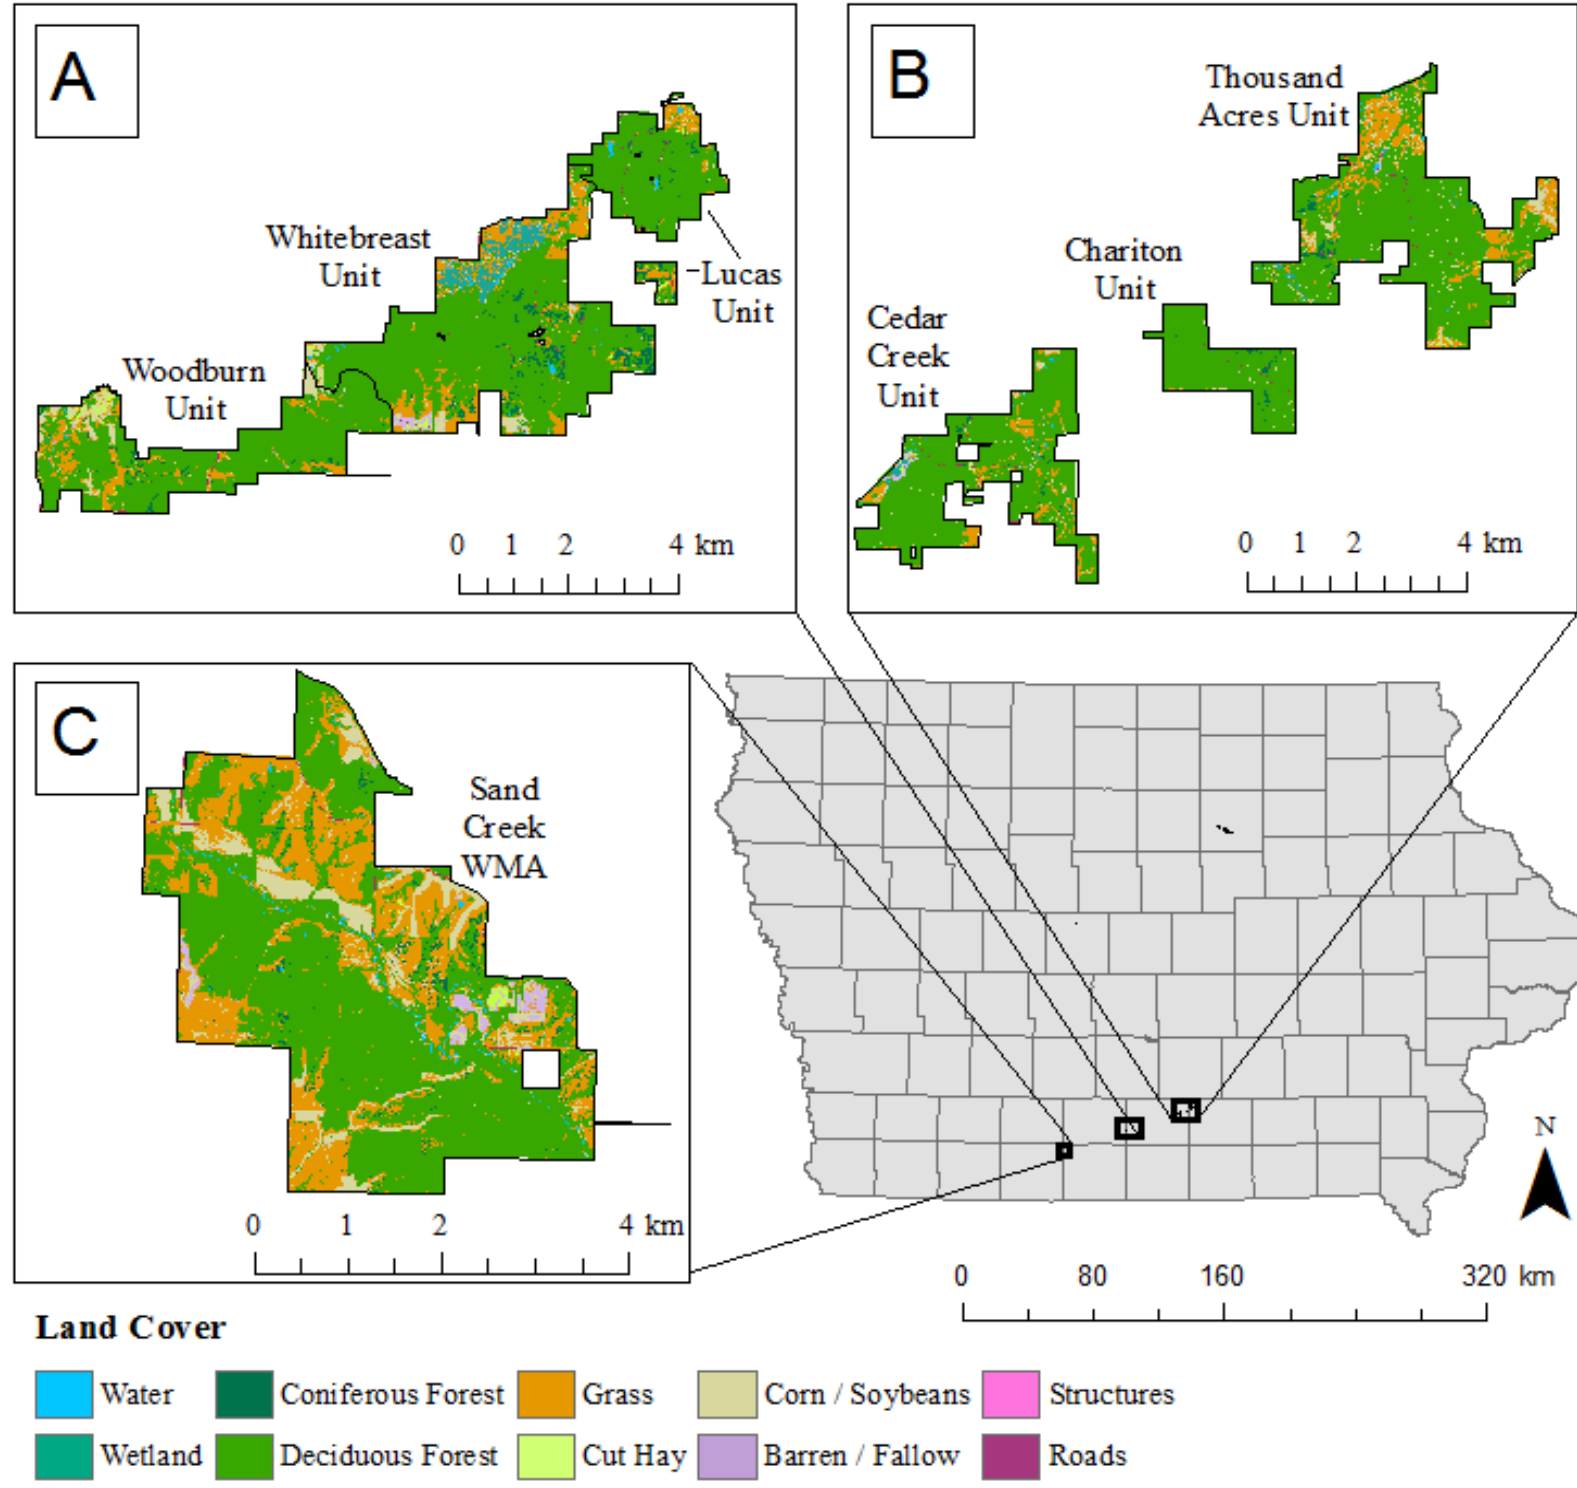 A
Whitebreast
Unit
Lucas
Unit
Woodburn
Unit
0 1 2 4 km
B
Thousand
Acres Unit
Chariton
Unit
Cedar
Creek
Unit
0 1 2 4 km
C
Sand
Creek
WMA
0 1 2 4 km
N
0 80 160 320 km
Land Cover
Water
Coniferous Forest
Grass
Corn / Soybeans
Structures
Wetland
Deciduous Forest
Cut Hay
Barren / Fallow
Roads